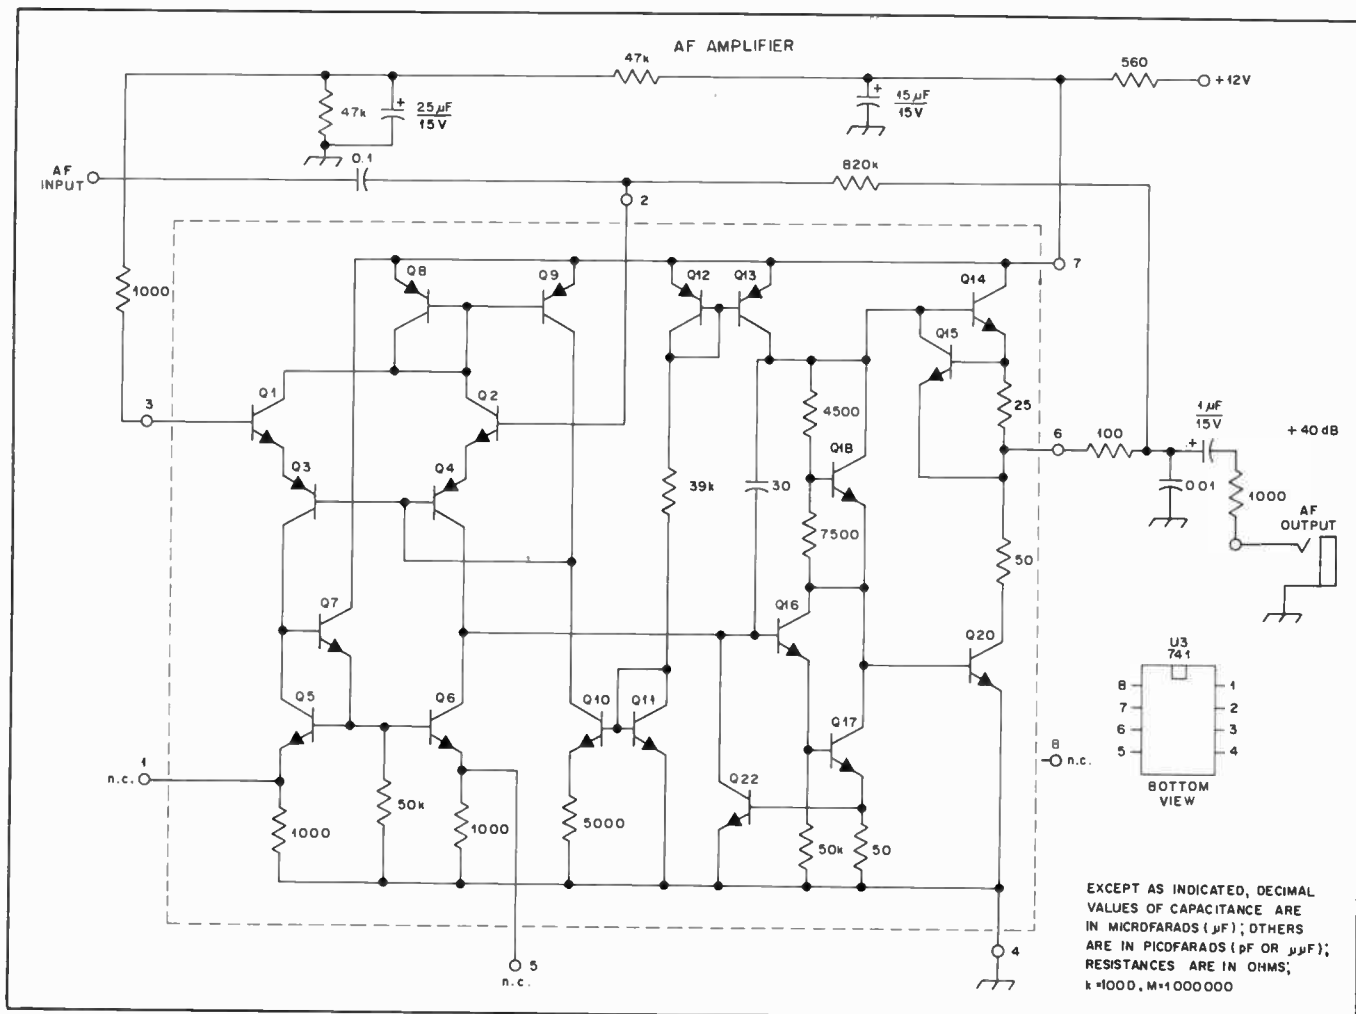 AF AMPLIFIER
47k
560
+12V
47k
+
25µF
15V
+
15µF
15V
0.1
820k
AF
INPUT
2
1000
Q8
Q9
Q12
Q13
Q14
7
Q15
3
Q1
Q2
4500
25
1µF
15V
+
+40 dB
6
100
Q3
Q4
Q18
39k
30
0.01
1000
AF
OUTPUT
7500
50
Q7
Q16
Q20
U3
741
8
1
7
2
6
3
5
4
BOTTOM
VIEW
Q5
Q6
Q10
Q11
Q17
8
n.c.
1
n.c.
Q22
50k
1000
1000
5000
50k
50
5
n.c.
4
EXCEPT AS INDICATED, DECIMAL
VALUES OF CAPACITANCE ARE
IN MICROFARADS (µF); OTHERS
ARE IN PICOFARADS (pF OR µµF);
RESISTANCES ARE IN OHMS;
k=1000, M=1000000